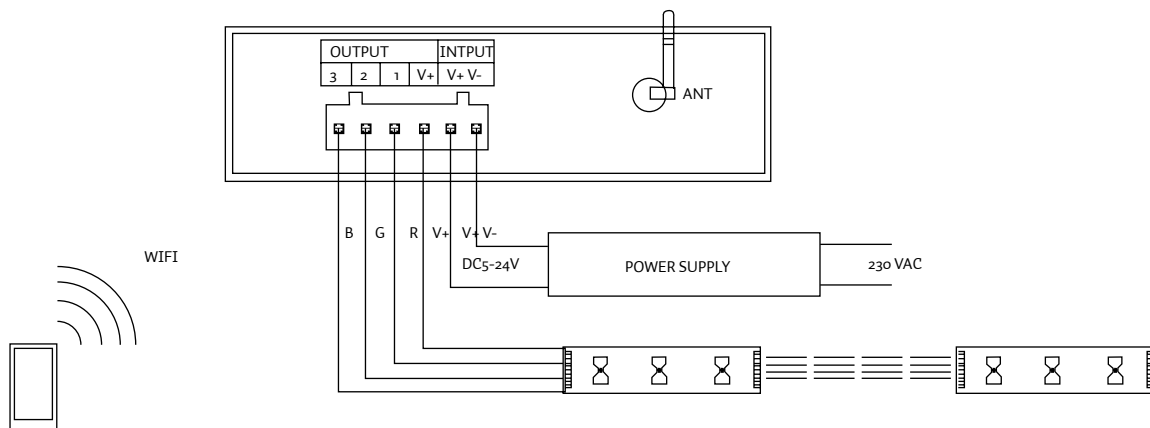 OUTPUT INTPUT
3 2 1 V+ V+ V-
ANT
B G R V+ V+ V-
WIFI
DC5-24V
POWER SUPPLY
230 VAC